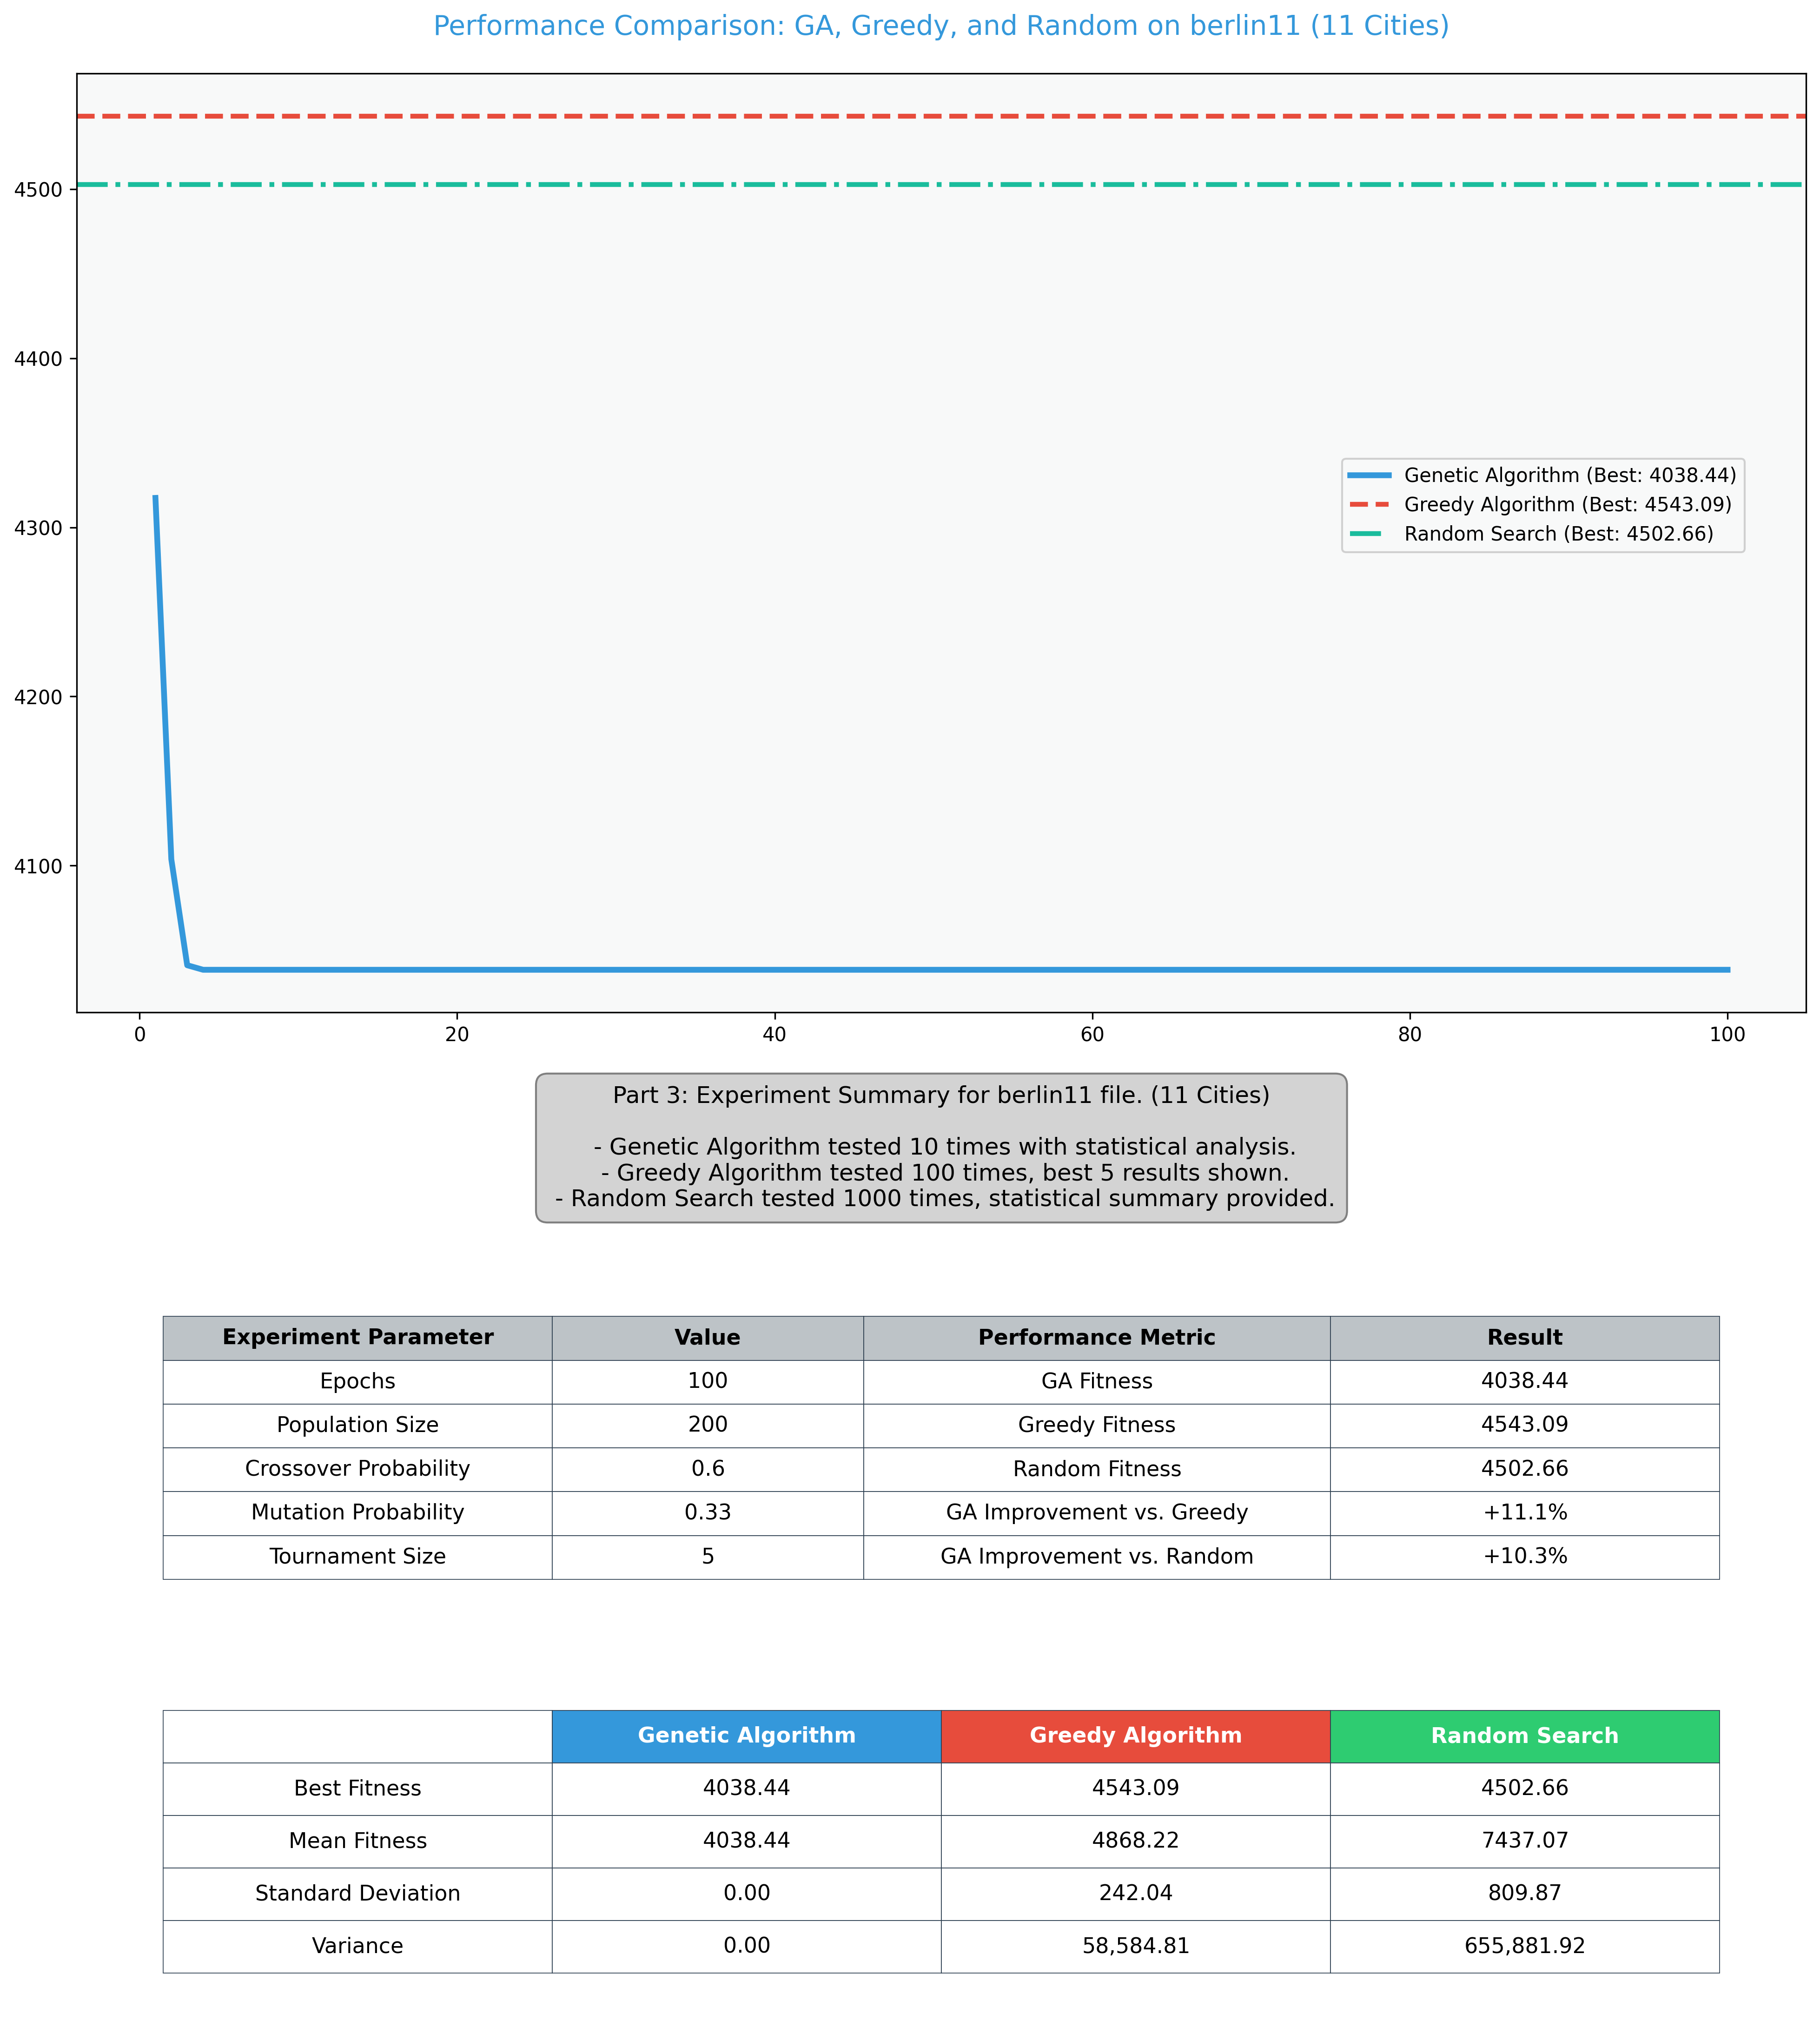 Performance Comparison: GA, Greedy, and Random on berlin11 (11 Cities)
4500
4400
4300
4200
4100
Genetic Algorithm (Best: 4038.44)
Greedy Algorithm (Best: 4543.09)
Random Search (Best: 4502.66)
0 20 40 60 80 100
Part 3: Experiment Summary for berlin11 file. (11 Cities)
- Genetic Algorithm tested 10 times with statistical analysis.
- Greedy Algorithm tested 100 times, best 5 results shown.
- Random Search tested 1000 times, statistical summary provided.
Experiment Parameter Value Performance Metric Result
Epochs 100 GA Fitness 4038.44
Population Size 200 Greedy Fitness 4543.09
Crossover Probability 0.6 Random Fitness 4502.66
Mutation Probability 0.33 GA Improvement vs. Greedy +11.1%
Tournament Size 5 GA Improvement vs. Random +10.3%
Genetic Algorithm Greedy Algorithm Random Search
Best Fitness 4038.44 4543.09 4502.66
Mean Fitness 4038.44 4868.22 7437.07
Standard Deviation 0.00 242.04 809.87
Variance 0.00 58,584.81 655,881.92